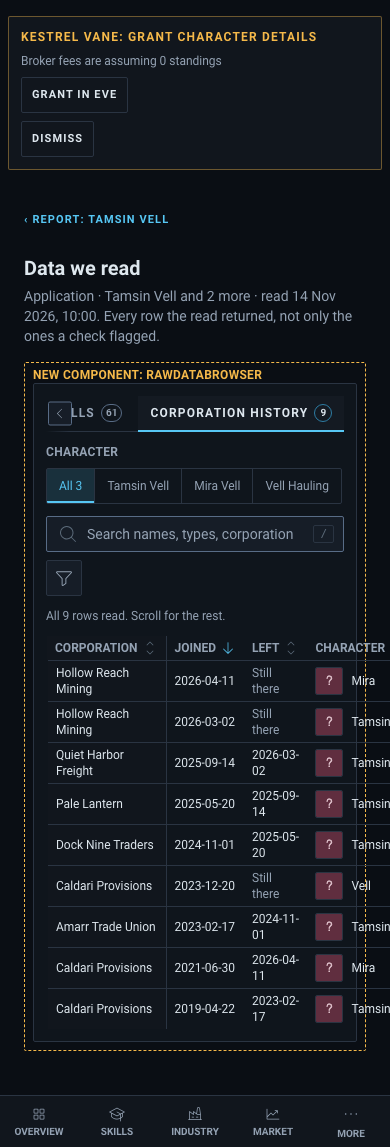 KESTREL VANE: GRANT CHARACTER DETAILS
Broker fees are assuming 0 standings
GRANT IN EVE
DISMISS
‹ REPORT: TAMSIN VELL
Data we read
Application · Tamsin Vell and 2 more · read 14 Nov
2026, 10:00. Every row the read returned, not only the
ones a check flagged.
NEW COMPONENT: RAWDATABROWSER
LLS 61 CORPORATION HISTORY 9
CHARACTER
All 3 Tamsin Vell Mira Vell Vell Hauling
Search names, types, corporation /
All 9 rows read. Scroll for the rest.
CORPORATION JOINED LEFT CHARACTER
Hollow Reach
Mining 2026-04-11 Still
there ? Mira
Hollow Reach
Mining 2026-03-02 Still
there ? Tamsin
Quiet Harbor
Freight 2025-09-14 2026-03-
02 ? Tamsin
Pale Lantern 2025-05-20 2025-09-
14 ? Tamsin
Dock Nine Traders 2024-11-01 2025-05-
20 ? Tamsin
Caldari Provisions 2023-12-20 Still
there ? Vell
Amarr Trade Union 2023-02-17 2024-11-
01 ? Tamsin
Caldari Provisions 2021-06-30 2026-04-
11 ? Mira
Caldari Provisions 2019-04-22 2023-02-
17 ? Tamsin
OVERVIEW SKILLS INDUSTRY MARKET MORE